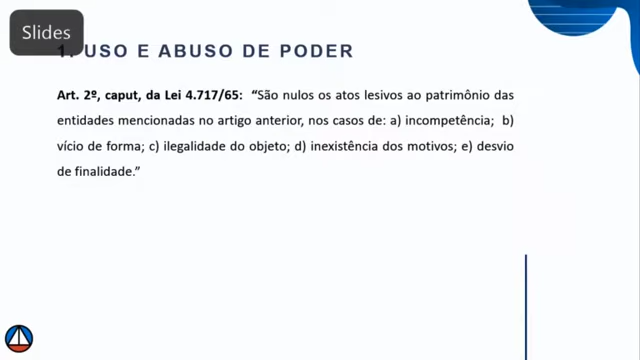 Slides
1. USO E ABUSO DE PODER
Art. 2º, caput, da Lei 4.717/65: “São nulos os atos lesivos ao patrimônio das
entidades mencionadas no artigo anterior, nos casos de: a) incompetência; b)
vício de forma; c) ilegalidade do objeto; d) inexistência dos motivos; e) desvio
de finalidade.”